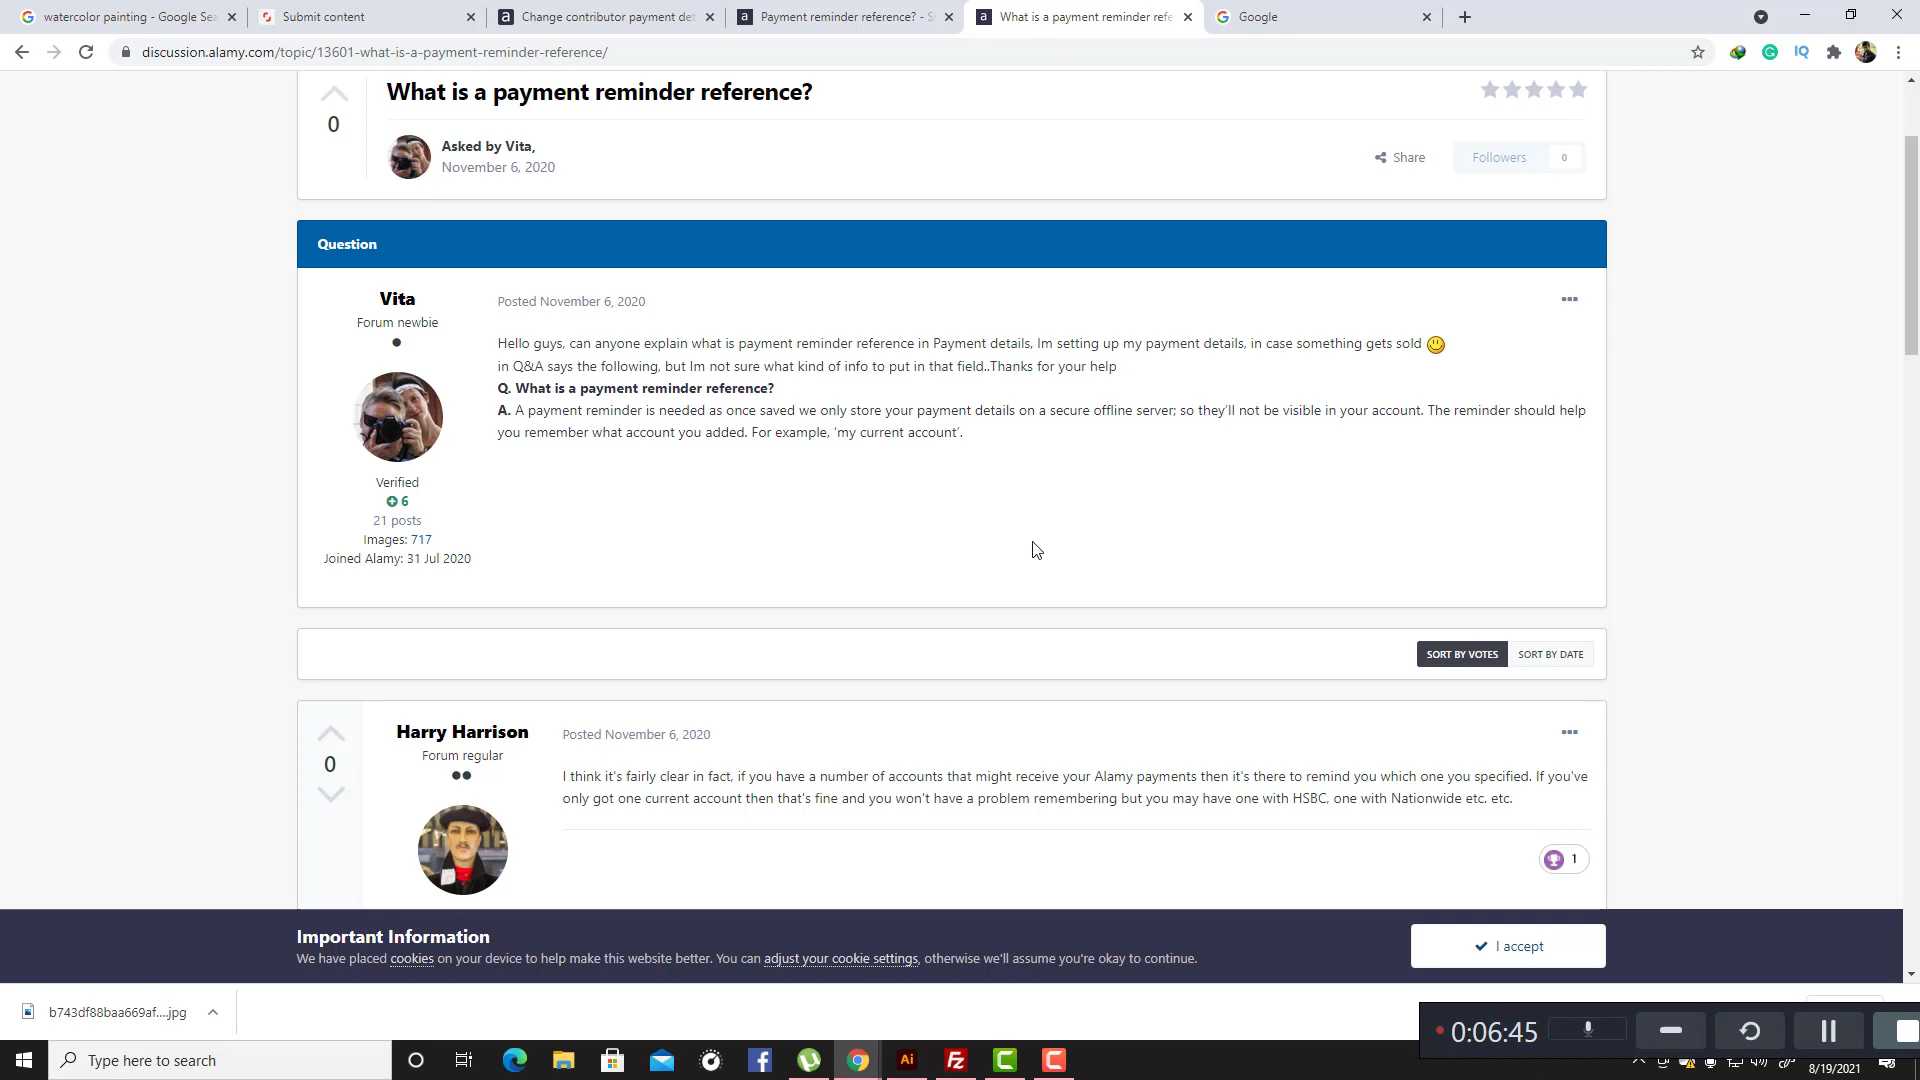 watercolor painting - Google Sea
Submit content
Change contributor payment det
Payment reminder reference? - S
What is a payment reminder refe
Google
discussion.alamy.com/topic/13601-what-is-a-payment-reminder-reference/
What is a payment reminder reference?
0
Asked by Vita,
November 6, 2020
Share
Followers 0
Question
Vita
Forum newbie
Verified
6
21 posts
Images: 717
Joined Alamy: 31 Jul 2020
Posted November 6, 2020
Hello guys, can anyone explain what is payment reminder reference in Payment details, Im setting up my payment details, in case something gets sold
in Q&A says the following, but Im not sure what kind of info to put in that field..Thanks for your help
Q. What is a payment reminder reference?
A. A payment reminder is needed as once saved we only store your payment details on a secure offline server; so they'll not be visible in your account. The reminder should help
you remember what account you added. For example, ‘my current account’.
SORT BY VOTES
SORT BY DATE
0
Harry Harrison
Forum regular
Posted November 6, 2020
I think it's fairly clear in fact, if you have a number of accounts that might receive your Alamy payments then it's there to remind you which one you specified. If you've
only got one current account then that's fine and you won't have a problem remembering but you may have one with HSBC, one with Nationwide etc. etc.
1
Important Information
We have placed cookies on your device to help make this website better. You can adjust your cookie settings, otherwise we'll assume you're okay to continue.
I accept
b743df88baa669af....jpg
0:06:45
Type here to search
8/19/2021